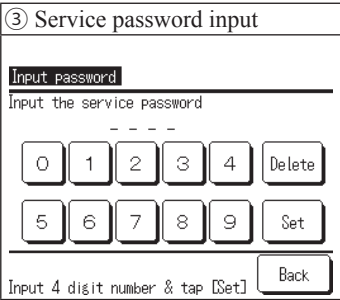 ③ Service password input
Input password
Input the service password
- - - -
0 1 2 3 4 Delete
5 6 7 8 9 Set
Back
Input 4 digit number & tap [Set]